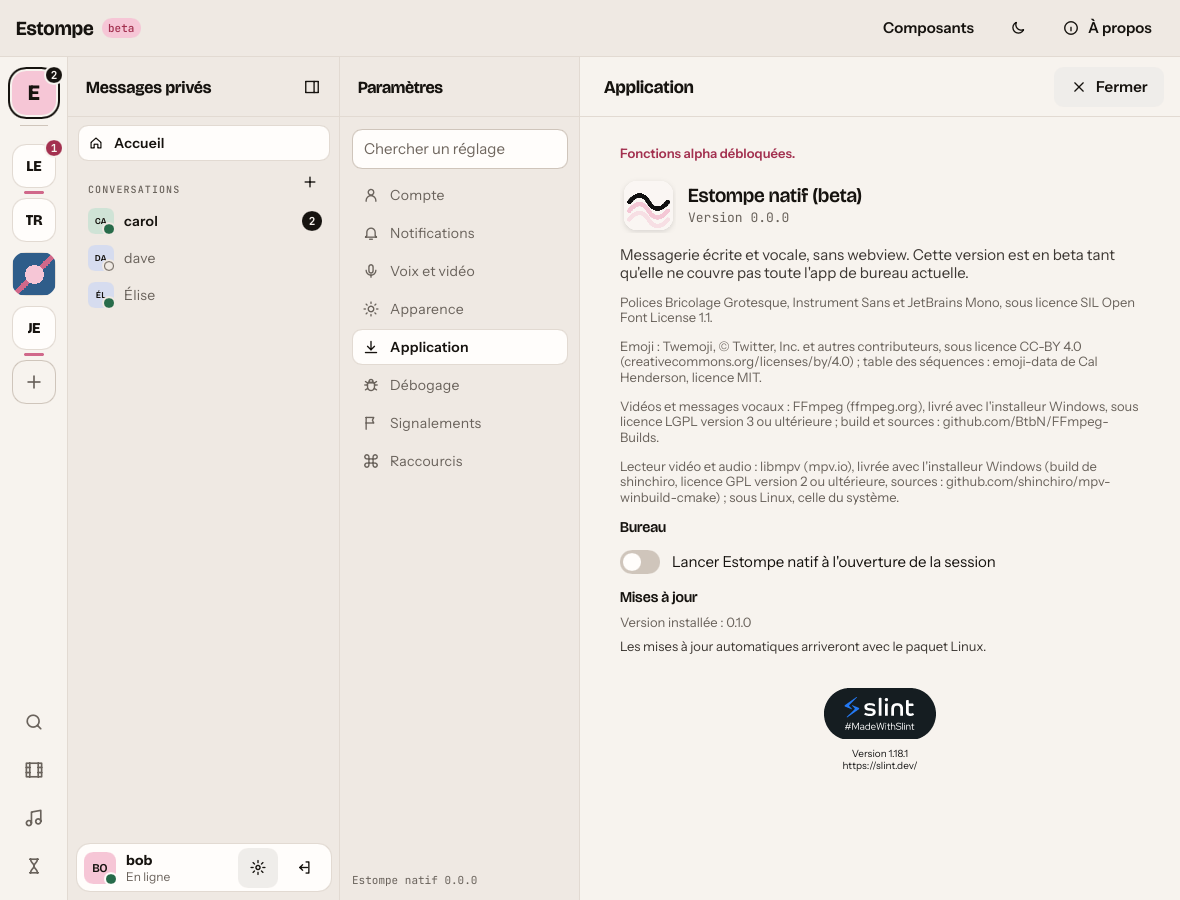 Estompe beta
Composants
À propos
E 2
LE 1
TR
JE
Messages privés
Accueil
CONVERSATIONS
CA carol 2
DA dave
ÉL Élise
BO bob
En ligne
Paramètres
Chercher un réglage
Compte
Notifications
Voix et vidéo
Apparence
Application
Débogage
Signalements
Raccourcis
Estompe natif 0.0.0
Application
Fermer
Fonctions alpha débloquées.
Estompe natif (beta)
Version 0.0.0
Messagerie écrite et vocale, sans webview. Cette version est en beta tant
qu'elle ne couvre pas toute l'app de bureau actuelle.
Polices Bricolage Grotesque, Instrument Sans et JetBrains Mono, sous licence SIL Open
Font License 1.1.
Emoji : Twemoji, © Twitter, Inc. et autres contributeurs, sous licence CC-BY 4.0
(creativecommons.org/licenses/by/4.0) ; table des séquences : emoji-data de Cal
Henderson, licence MIT.
Vidéos et messages vocaux : FFmpeg (ffmpeg.org), livré avec l'installeur Windows, sous
licence LGPL version 3 ou ultérieure ; build et sources : github.com/BtbN/FFmpeg-
Builds.
Lecteur vidéo et audio : libmpv (mpv.io), livrée avec l'installeur Windows (build de
shinchiro, licence GPL version 2 ou ultérieure, sources : github.com/shinchiro/mpv-
winbuild-cmake) ; sous Linux, celle du système.
Bureau
Lancer Estompe natif à l'ouverture de la session
Mises à jour
Version installée : 0.1.0
Les mises à jour automatiques arriveront avec le paquet Linux.
slint
#MadeWithSlint
Version 1.18.1
https://slint.dev/